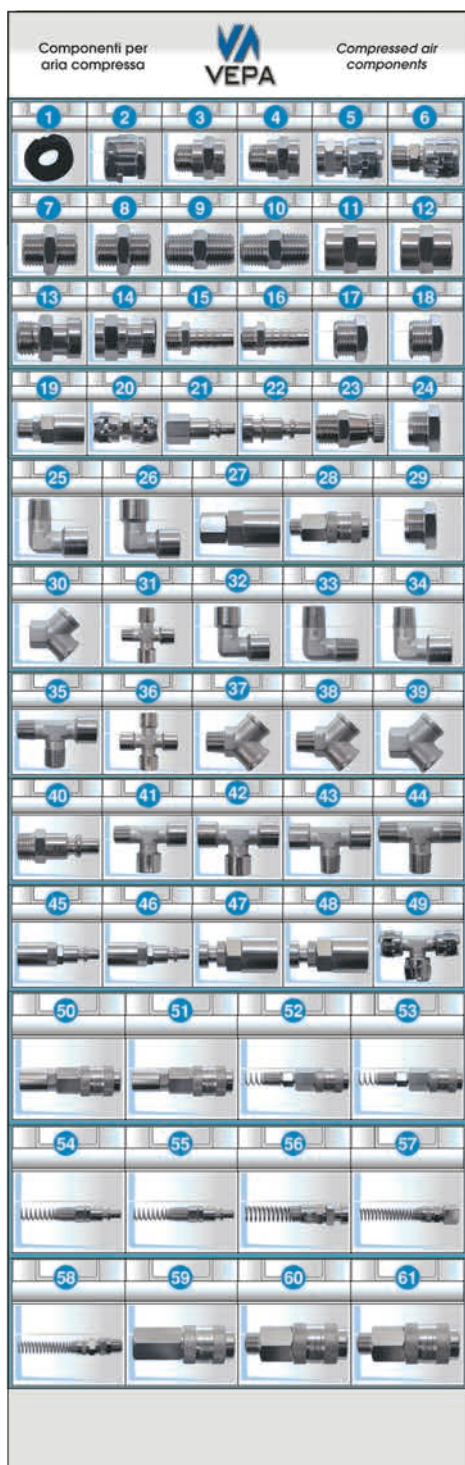 Componenti per
aria compressa
VEPA
Compressed air
components
1 2 3 4 5 6
7 8 9 10 11 12
13 14 15 16 17 18
19 20 21 22 23 24
25 26 27 28 29
30 31 32 33 34
35 36 37 38 39
40 41 42 43 44
45 46 47 48 49
50 51 52 53
54 55 56 57
58 59 60 61